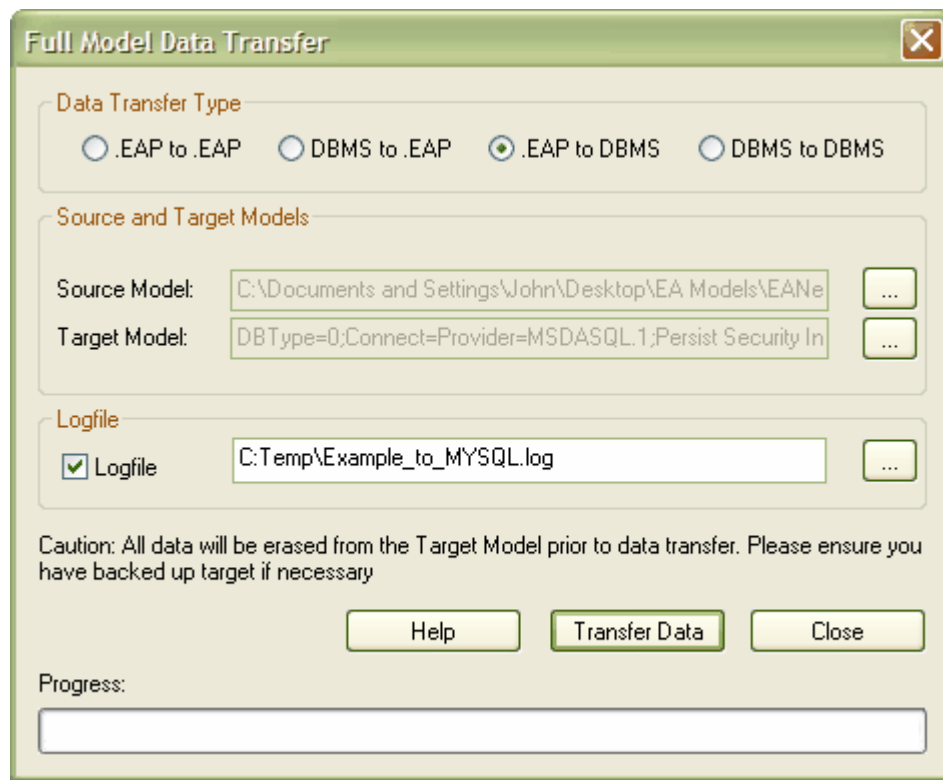 Full Model Data Transfer
Data Transfer Type
.EAP to .EAP DBMS to .EAP .EAP to DBMS DBMS to DBMS
Source and Target Models
Source Model: C:\Documents and Settings\John\Desktop\EA Models\EANe ...
Target Model: DBType=0;Connect=Provider=MSDASQL.1;Persist Security In ...
Logfile
Logfile C:Temp\Example_to_MYSQL.log ...
Caution: All data will be erased from the Target Model prior to data transfer. Please ensure you
have backed up target if necessary
Help Transfer Data Close
Progress: